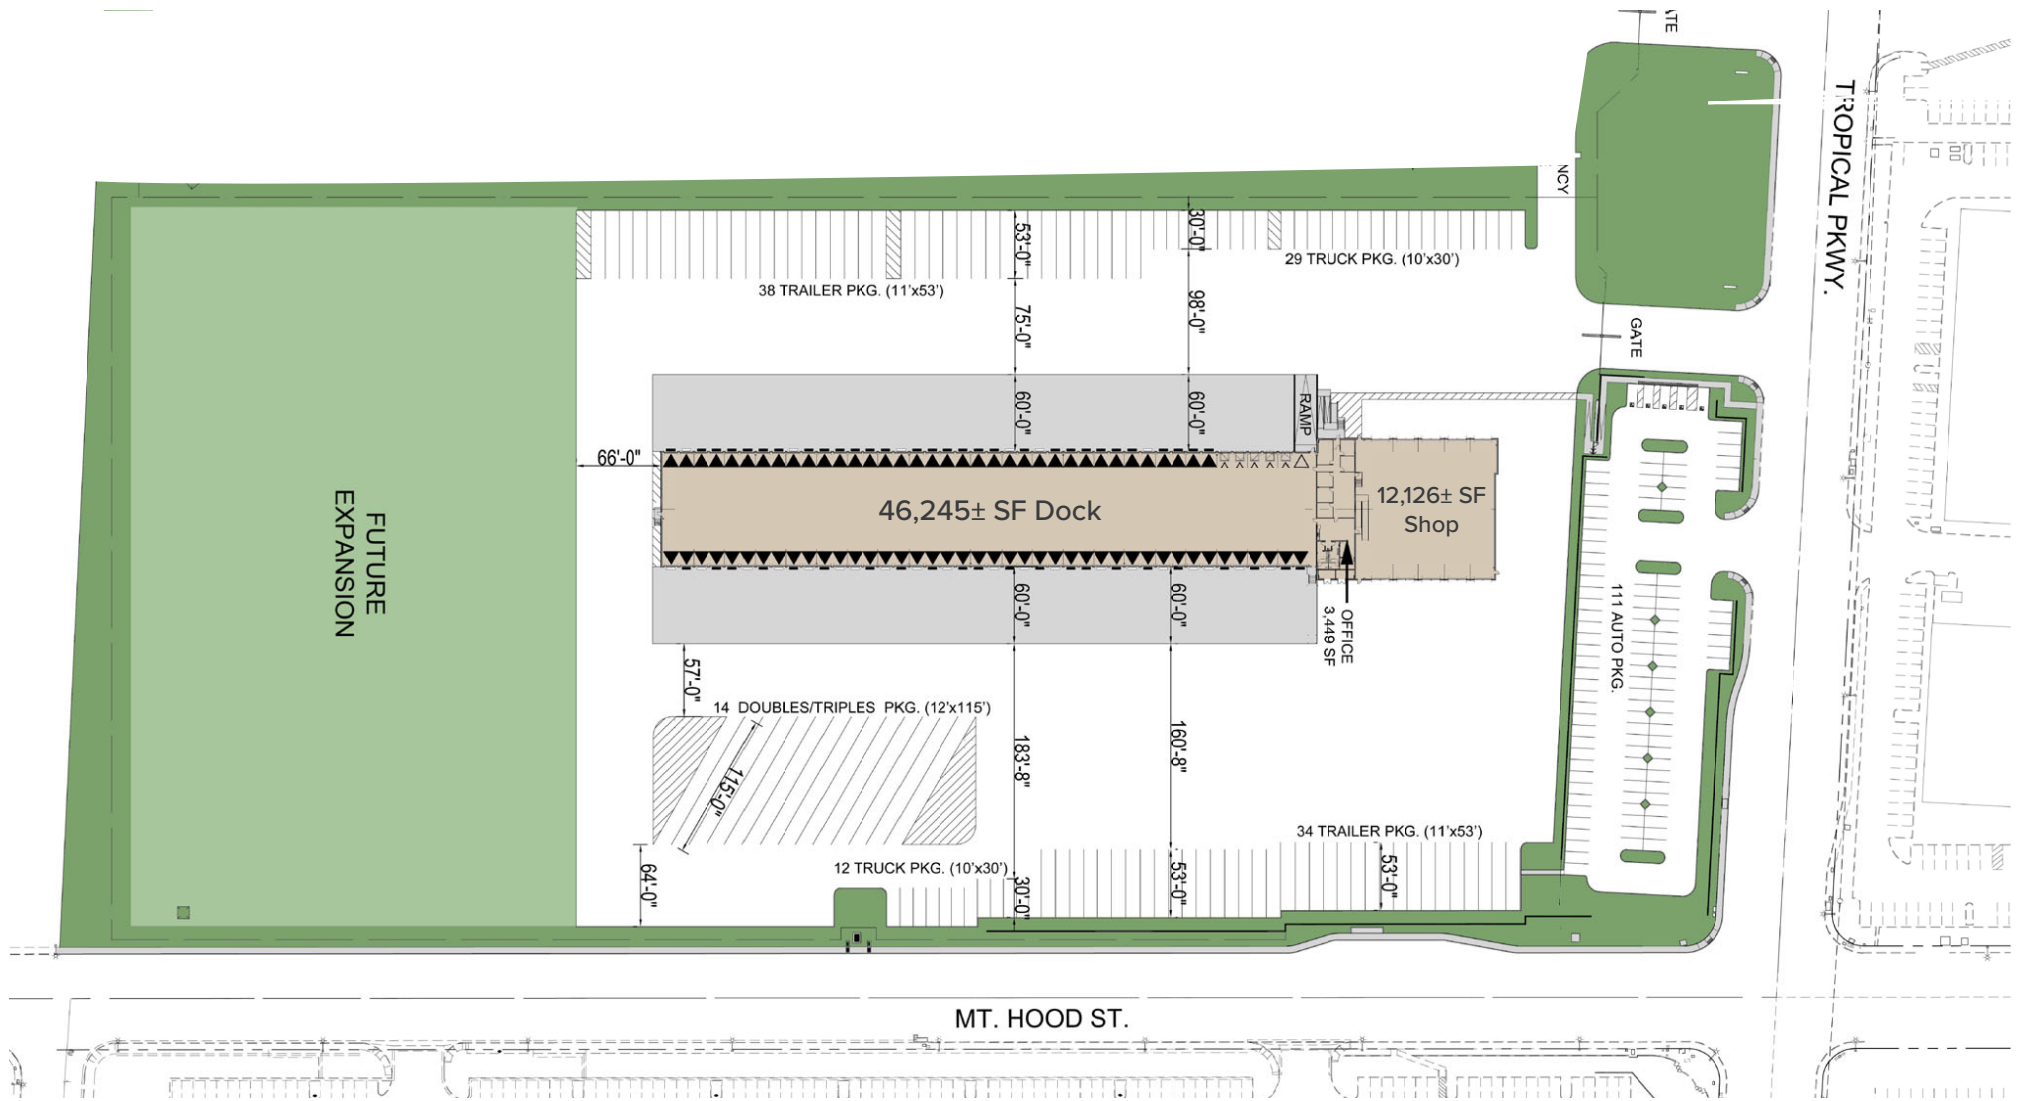 TE
NCY
TROPICAL PKWY.
30'-0"
53'-0"
29 TRUCK PKG. (10'x30')
38 TRAILER PKG. (11'x53')
98'-0"
75'-0"
GATE
60'-0"
60'-0"
RAMP
66'-0"
46,245± SF Dock
12,126± SF
Shop
FUTURE
EXPANSION
60'-0"
60'-0"
OFFICE
3,449 SF
111 AUTO PKG.
57'-0"
14 DOUBLES/TRIPLES PKG. (12'x115')
115'-0"
183'-8"
160'-8"
34 TRAILER PKG. (11'x53')
12 TRUCK PKG. (10'x30')
64'-0"
30'-0"
53'-0"
53'-0"
MT. HOOD ST.